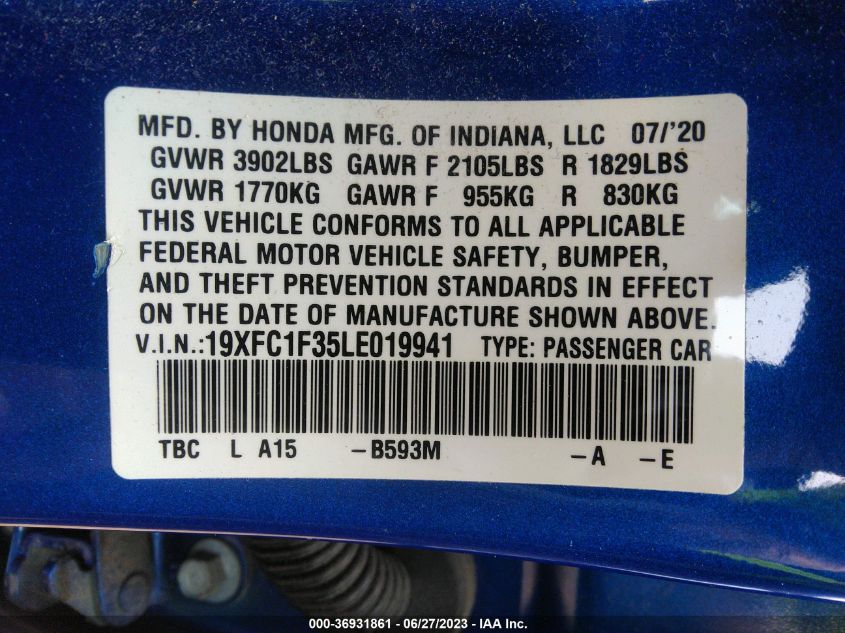 MFD. BY HONDA MFG. OF INDIANA, LLC 07/'20
GVWR 3902LBS GAWR F 2105LBS R 1829LBS
GVWR 1770KG GAWR F 955KG R 830KG
THIS VEHICLE CONFORMS TO ALL APPLICABLE
FEDERAL MOTOR VEHICLE SAFETY, BUMPER,
AND THEFT PREVENTION STANDARDS IN EFFECT
ON THE DATE OF MANUFACTURE SHOWN ABOVE.
V.I.N.:19XFC1F35LE019941 TYPE: PASSENGER CAR
TBC L A15 -B593M -A -E
000-36931861 / 06/27/2023 - IAA Inc.